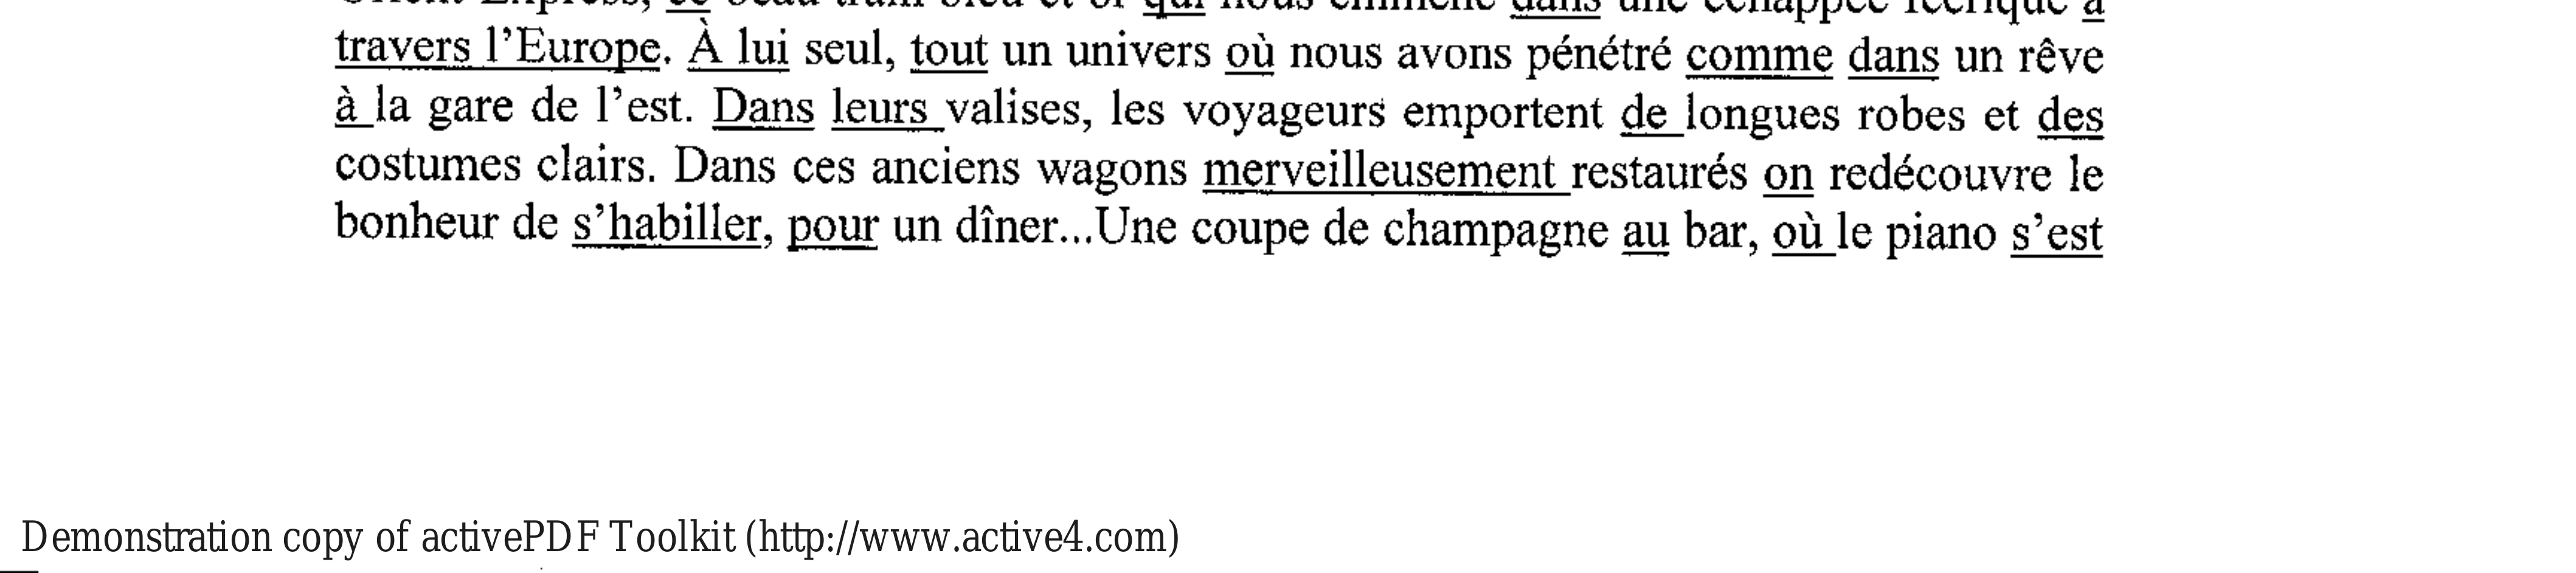 Orient Express, ce beau train bleu et or qui nous emmène dans une échappée féerique à
travers l'Europe. À lui seul, tout un univers où nous avons pénétré comme dans un rêve
à la gare de l'est. Dans leurs valises, les voyageurs emportent de longues robes et des
costumes clairs. Dans ces anciens wagons merveilleusement restaurés on redécouvre le
bonheur de s'habiller, pour un dîner...Une coupe de champagne au bar, où le piano s'est
Demonstration copy of activePDF Toolkit (http://www.active4.com)